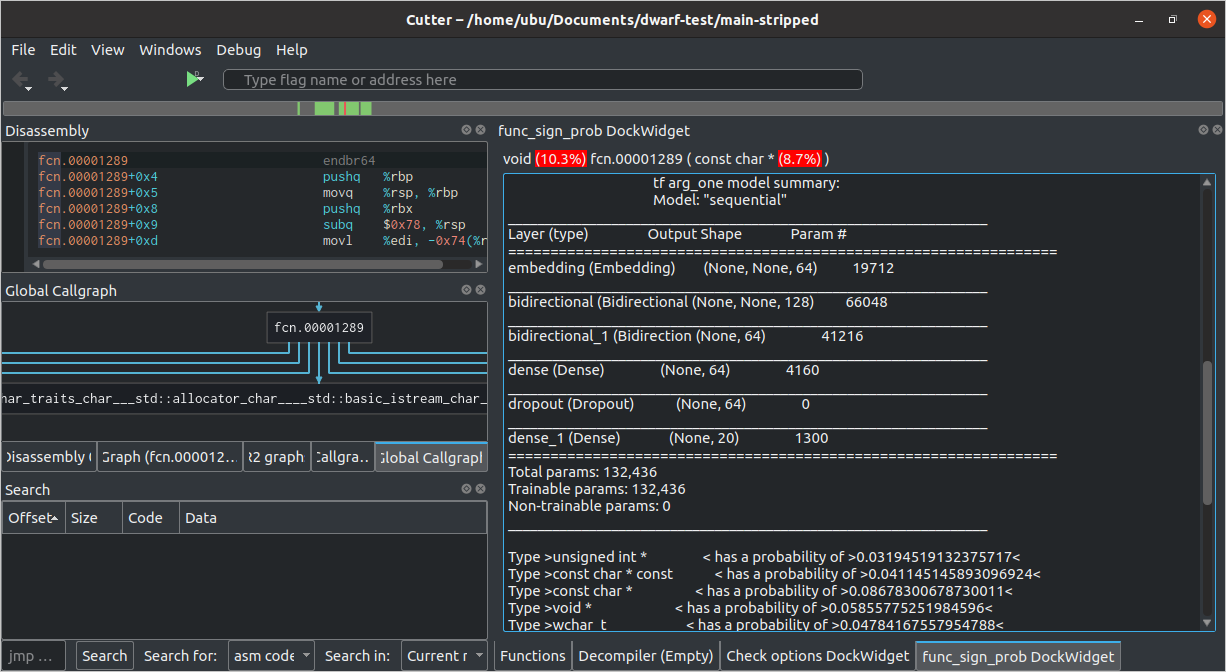 Cutter – /home/ubu/Documents/dwarf-test/main-stripped
File Edit View Windows Debug Help
Type flag name or address here
Disassembly
fcn.00001289 endbr64
fcn.00001289+0x4 pushq %rbp
fcn.00001289+0x5 movq %rsp, %rbp
fcn.00001289+0x8 pushq %rbx
fcn.00001289+0x9 subq $0x78, %rsp
fcn.00001289+0xd movl %edi, -0x74(%r
Global Callgraph
fcn.00001289
har_traits_char___std::allocator_char____std::basic_istream_char_
Disassembly Graph (fcn.000012... R2 graph Callgra... Global Callgraph
Search
Offset Size Code Data
jmp ... Search Search for: asm code Search in: Current r
func_sign_prob DockWidget
void (10.3%) fcn.00001289 ( const char * (8.7%) )
tf arg_one model summary:
Model: "sequential"
_________________________________________________________________
Layer (type) Output Shape Param #
=================================================================
embedding (Embedding) (None, None, 64) 19712
_________________________________________________________________
bidirectional (Bidirectional (None, None, 128) 66048
_________________________________________________________________
bidirectional_1 (Bidirection (None, 64) 41216
_________________________________________________________________
dense (Dense) (None, 64) 4160
_________________________________________________________________
dropout (Dropout) (None, 64) 0
_________________________________________________________________
dense_1 (Dense) (None, 20) 1300
=================================================================
Total params: 132,436
Trainable params: 132,436
Non-trainable params: 0
_________________________________________________________________
Type >unsigned int * < has a probability of >0.03194519132375717<
Type >const char * const < has a probability of >0.041145145893096924<
Type >const char * < has a probability of >0.08678300678730011<
Type >void * < has a probability of >0.05855775251984596<
Type >wchar_t < has a probability of >0.04784167557954788<
Functions Decompiler (Empty) Check options DockWidget func_sign_prob DockWidget